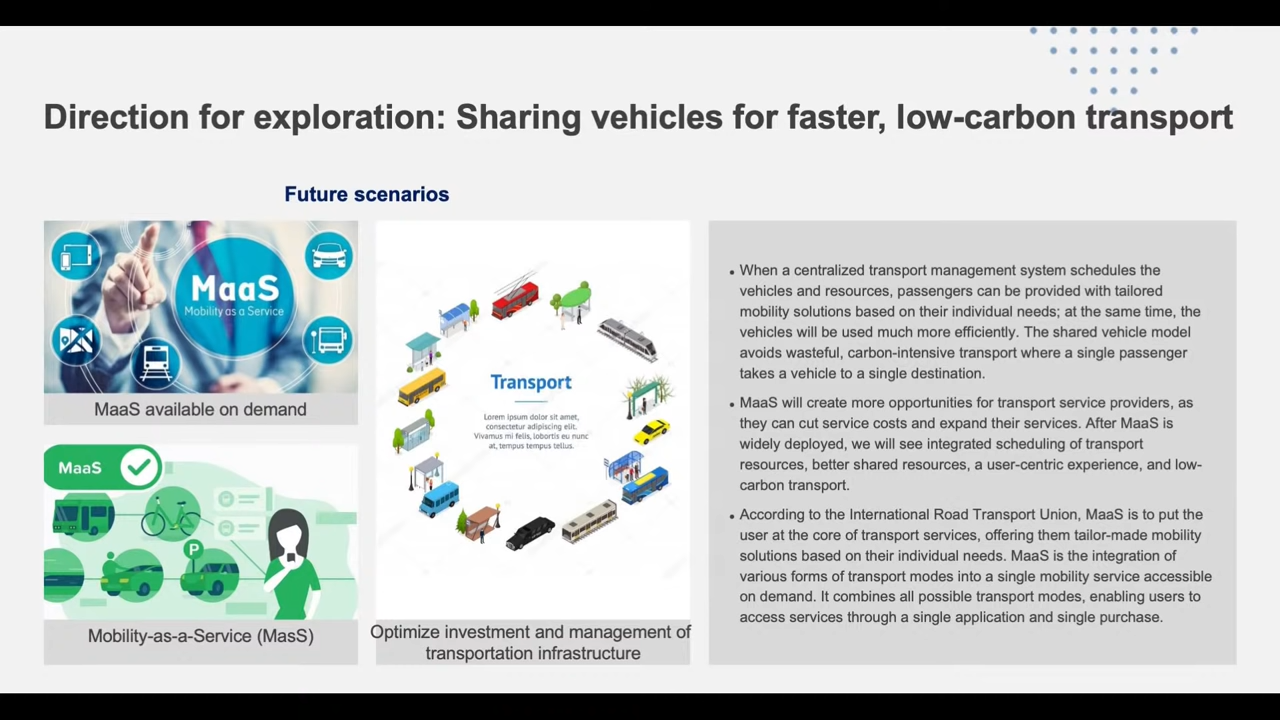 Direction for exploration: Sharing vehicles for faster, low-carbon transport
Future scenarios
MaaS
Mobility as a Service
MaaS available on demand
MaaS
P
Mobility-as-a-Service (MasS)
Transport
Lorem ipsum dolor sit amet,
consectetur adipiscing elit.
Vivamus mi felis, lobortis eu nunc
at, tempus tempus tellus.
Optimize investment and management of
transportation infrastructure
• When a centralized transport management system schedules the
vehicles and resources, passengers can be provided with tailored
mobility solutions based on their individual needs; at the same time, the
vehicles will be used much more efficiently. The shared vehicle model
avoids wasteful, carbon-intensive transport where a single passenger
takes a vehicle to a single destination.
• MaaS will create more opportunities for transport service providers, as
they can cut service costs and expand their services. After MaaS is
widely deployed, we will see integrated scheduling of transport
resources, better shared resources, a user-centric experience, and low-
carbon transport.
• According to the International Road Transport Union, MaaS is to put the
user at the core of transport services, offering them tailor-made mobility
solutions based on their individual needs. MaaS is the integration of
various forms of transport modes into a single mobility service accessible
on demand. It combines all possible transport modes, enabling users to
access services through a single application and single purchase.